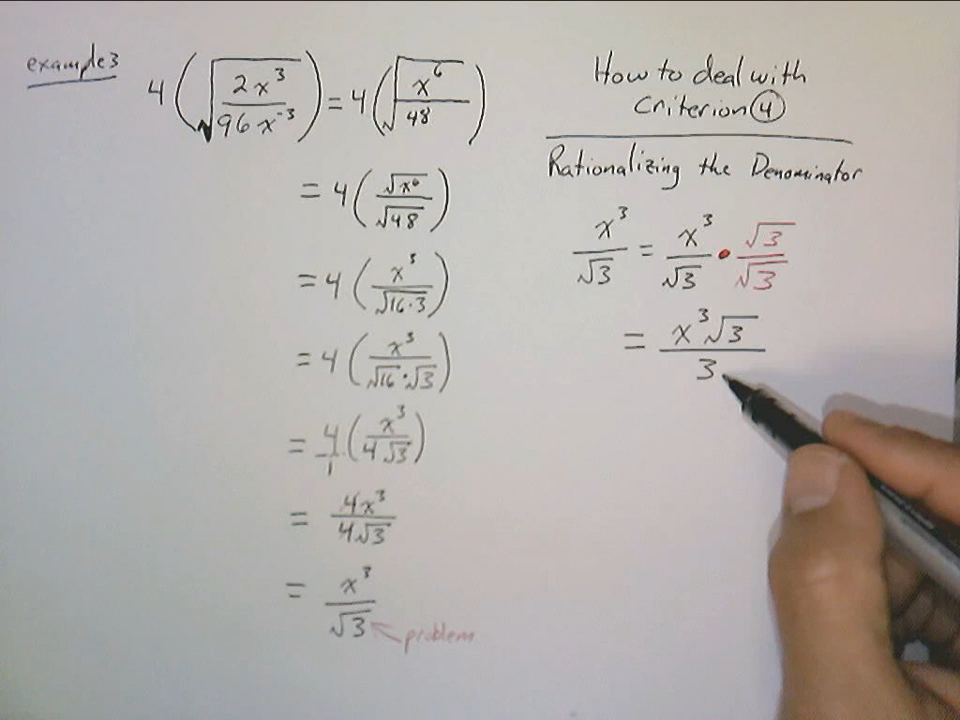 example 3
4(√(2x³/96x⁻³)) = 4(√(x⁶/48))
= 4(√x⁶/√48)
= 4(x³/√16·3)
= 4(x³/√16·√3)
= 4/1(x³/4√3)
= 4x³/4√3
= x³/√3 ← problem
How to deal with
Criterion ④
Rationalizing the Denominator
x³/√3 = x³/√3 · √3/√3
= x³√3/3